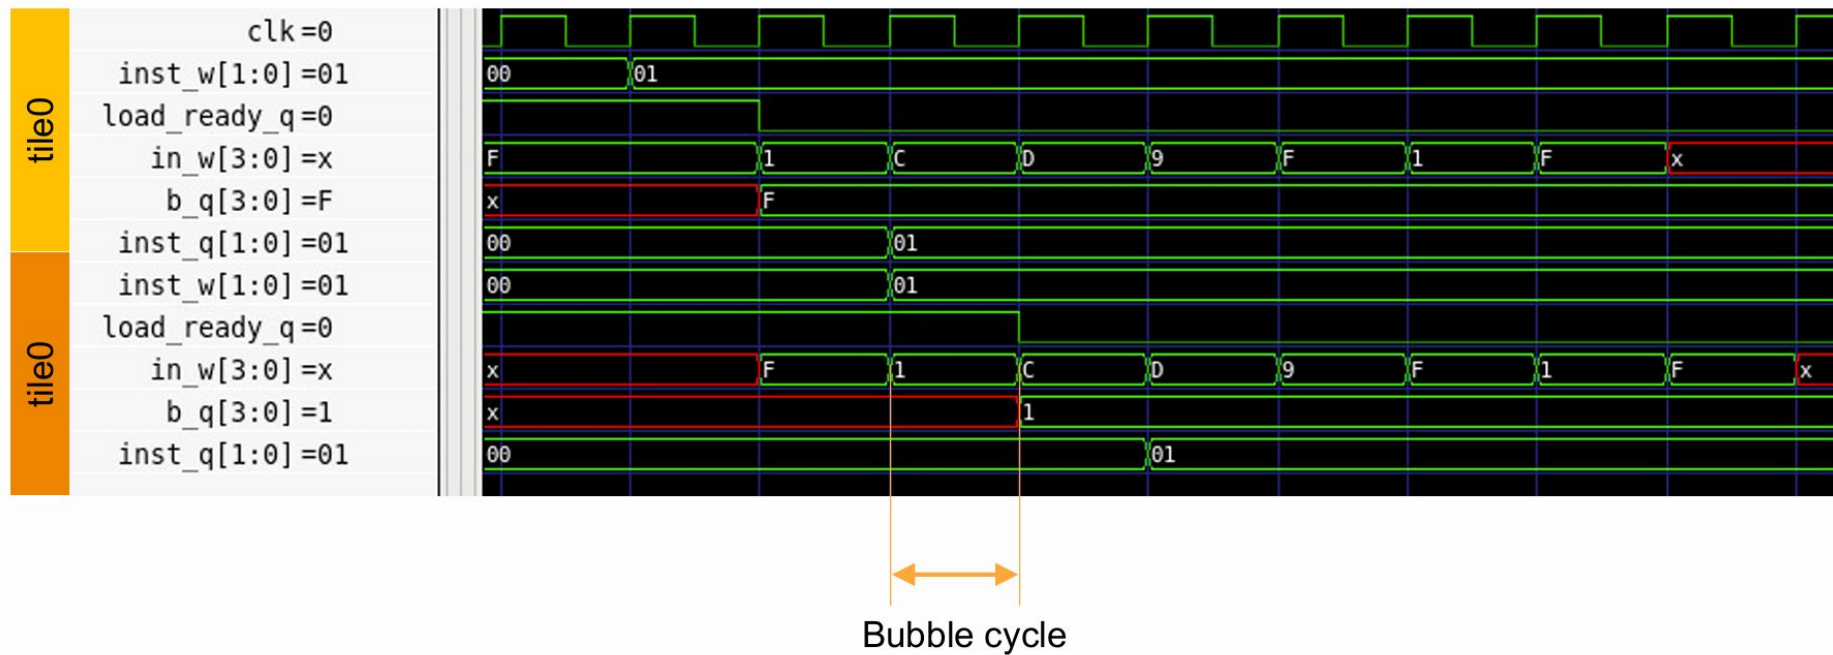 tile0
clk=0
inst_w[1:0]=01 00 01
load_ready_q=0
in_w[3:0]=x F 1 C D 9 F 1 F x
b_q[3:0]=F x F
inst_q[1:0]=01 00 01
tile0
inst_w[1:0]=01 00 01
load_ready_q=0
in_w[3:0]=x x F 1 C D 9 F 1 F x
b_q[3:0]=1 x 1
inst_q[1:0]=01 00 01
Bubble cycle